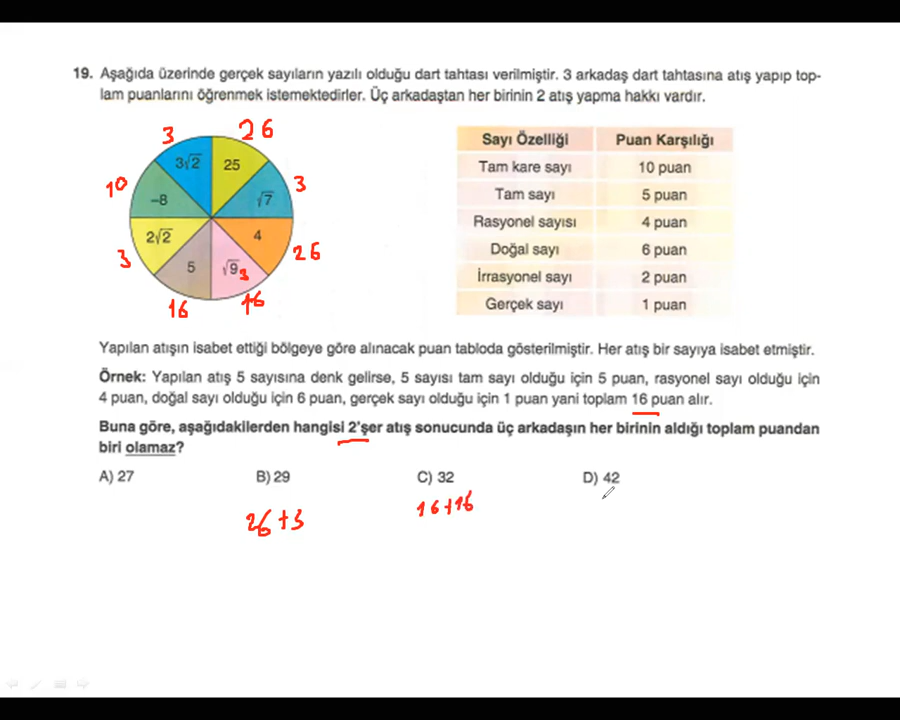 19. Aşağıda üzerinde gerçek sayıların yazılı olduğu dart tahtası verilmiştir. 3 arkadaş dart tahtasına atış yapıp top-
lam puanlarını öğrenmek istemektedirler. Üç arkadaştan her birinin 2 atış yapma hakkı vardır.
3 26
3√2 25
10 3
-8 √7
2√2 4
3 26
5 √9 3
16 16
Sayı Özelliği Puan Karşılığı
Tam kare sayı 10 puan
Tam sayı 5 puan
Rasyonel sayısı 4 puan
Doğal sayı 6 puan
İrrasyonel sayı 2 puan
Gerçek sayı 1 puan
Yapılan atışın isabet ettiği bölgeye göre alınacak puan tabloda gösterilmiştir. Her atış bir sayıya isabet etmiştir.
Örnek: Yapılan atış 5 sayısına denk gelirse, 5 sayısı tam sayı olduğu için 5 puan, rasyonel sayı olduğu için
4 puan, doğal sayı olduğu için 6 puan, gerçek sayı olduğu için 1 puan yani toplam 16 puan alır.
Buna göre, aşağıdakilerden hangisi 2'şer atış sonucunda üç arkadaşın her birinin aldığı toplam puandan
biri olamaz?
A) 27 B) 29 C) 32 D) 42
26+3 16+16